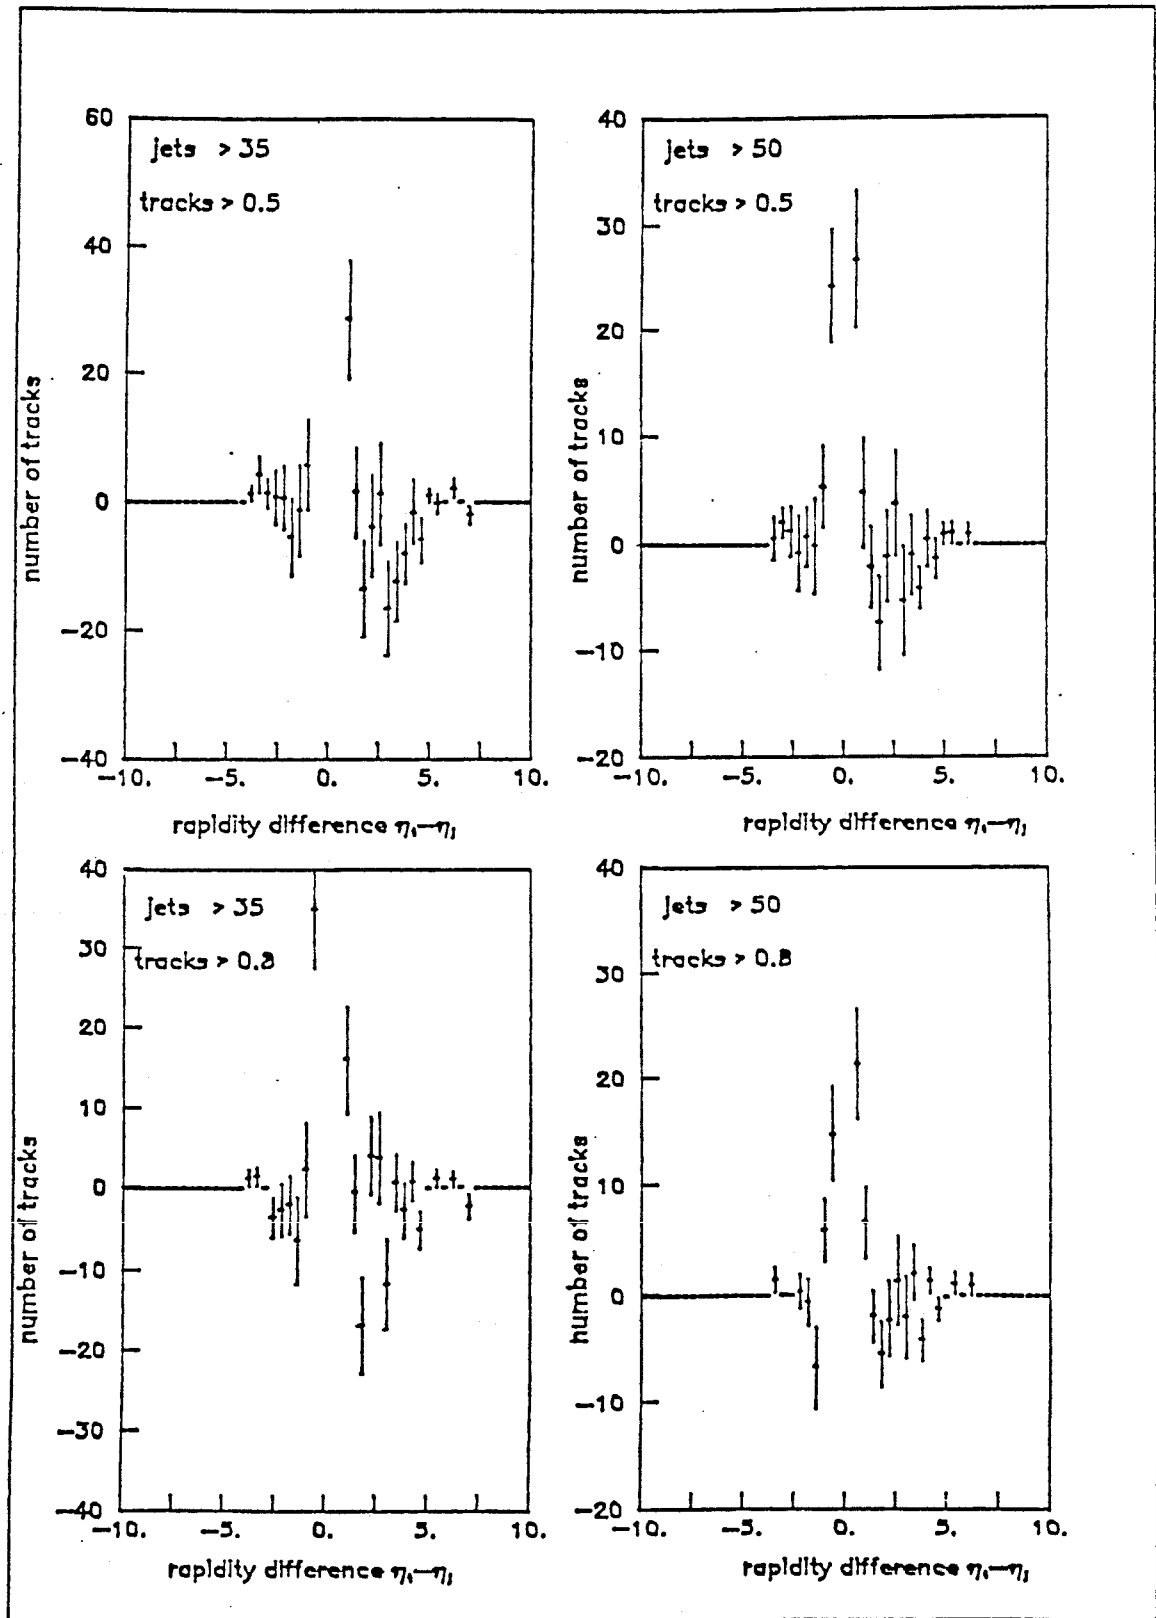 60
40
20
0
−20
−40
−10. −5. 0. 5. 10.
number of tracks
jets > 35
tracks > 0.5
rapidity difference ηᵢ−ηⱼ
40
30
20
10
0
−10
−20
−10. −5. 0. 5. 10.
number of tracks
jets > 50
tracks > 0.5
rapidity difference ηᵢ−ηⱼ
40
30
20
10
0
−10
−20
−30
−40
−10. −5. 0. 5. 10.
number of tracks
jets > 35
tracks > 0.8
rapidity difference ηᵢ−ηⱼ
40
30
20
10
0
−10
−20
−10. −5. 0. 5. 10.
number of tracks
jets > 50
tracks > 0.8
rapidity difference ηᵢ−ηⱼ